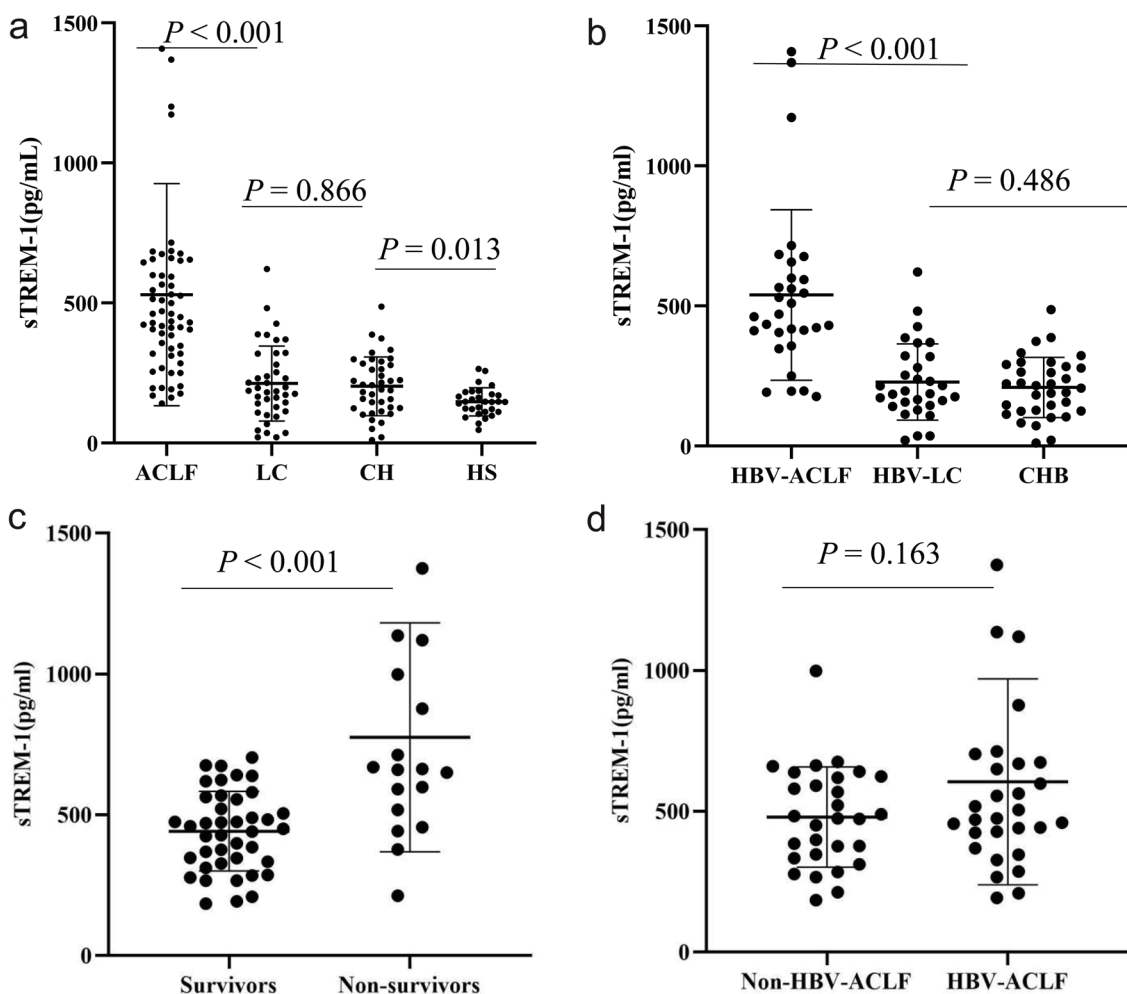 a
P < 0.001
P = 0.866
P = 0.013
sTREM-1(pg/mL)
1500
1000
500
0
ACLF LC CH HS
b
P < 0.001
P = 0.486
sTREM-1(pg/ml)
1500
1000
500
0
HBV-ACLF HBV-LC CHB
c
P < 0.001
sTREM-1(pg/ml)
1500
1000
500
0
Survivors Non-survivors
d
P = 0.163
sTREM-1(pg/ml)
1500
1000
500
0
Non-HBV-ACLF HBV-ACLF